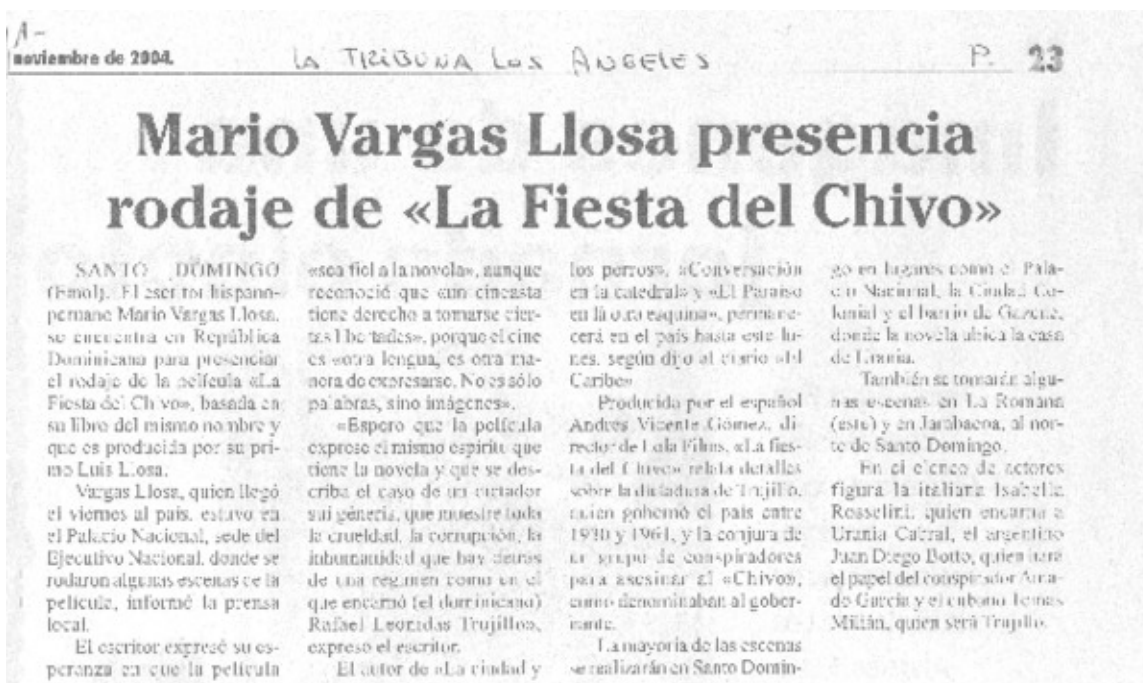 A-
noviembre de 2004.
LA TRIBUNA LOS ANGELES
P. 23
Mario Vargas Llosa presencia
rodaje de «La Fiesta del Chivo»
SANTO DOMINGO
(Emol). El escritor hispano-
peruano Mario Vargas Llosa,
se encuentra en República
Dominicana para presenciar
el rodaje de la película «La
Fiesta del Chivo», basada en
su libro del mismo nombre y
que es producida por su pri-
mo Luis Llosa.
Vargas Llosa, quien llegó
el viernes al país, estuvo en
el Palacio Nacional, sede del
Ejecutivo Nacional, donde se
rodaron algunas escenas de la
película, informó la prensa
local.
El escritor expresó su es-
peranza en que la película
«sea fiel a la novela», aunque
reconoció que «un cineasta
tiene derecho a tomarse cier-
tas libertades», porque el cine
es «otra lengua, es otra ma-
nera de expresarse. No es sólo
palabras, sino imágenes».
«Espero que la película
exprese el mismo espíritu que
tiene la novela y que se des-
criba el caso de un dictador
sui géneris, que muestre toda
la crueldad, la corrupción, la
inhumanidad que hay detrás
de una régimen como en el
que encarnó (el dominicano)
Rafael Leonidas Trujillo»,
expreso el escritor.
El autor de «La ciudad y
los perros», «Conversación
en la catedral» y «El Paraíso
en la otra esquina», permane-
cerá en el país hasta este lu-
nes, según dijo al diario «El
Caribe»
Producida por el español
Andrés Vicente Gómez, di-
rector de Lola Films, «La fies-
ta del Chivo» relata detalles
sobre la dictadura de Trujillo,
quien gobernó el país entre
1930 y 1961, y la conjura de
un grupo de conspiradores
para asesinar al «Chivo»,
como denominaban al gober-
nante.
La mayoría de las escenas
se realizarán en Santo Domin-
go en lugares como el Pala-
cio Nacional, la Ciudad Co-
lonial y el barrio de Gazcue,
donde la novela ubica la casa
de Urania.
También se tomarán algu-
nas escenas en La Romana
(este) y en Jarabacoa, al nor-
te de Santo Domingo.
En el elenco de actores
figura la italiana Isabella
Rosselini, quien encarna a
Urania Cabral, el argentino
Juan Diego Botto, quien hará
el papel del conspirador Ama-
do García y el cubano Tomas
Milián, quien será Trujillo.